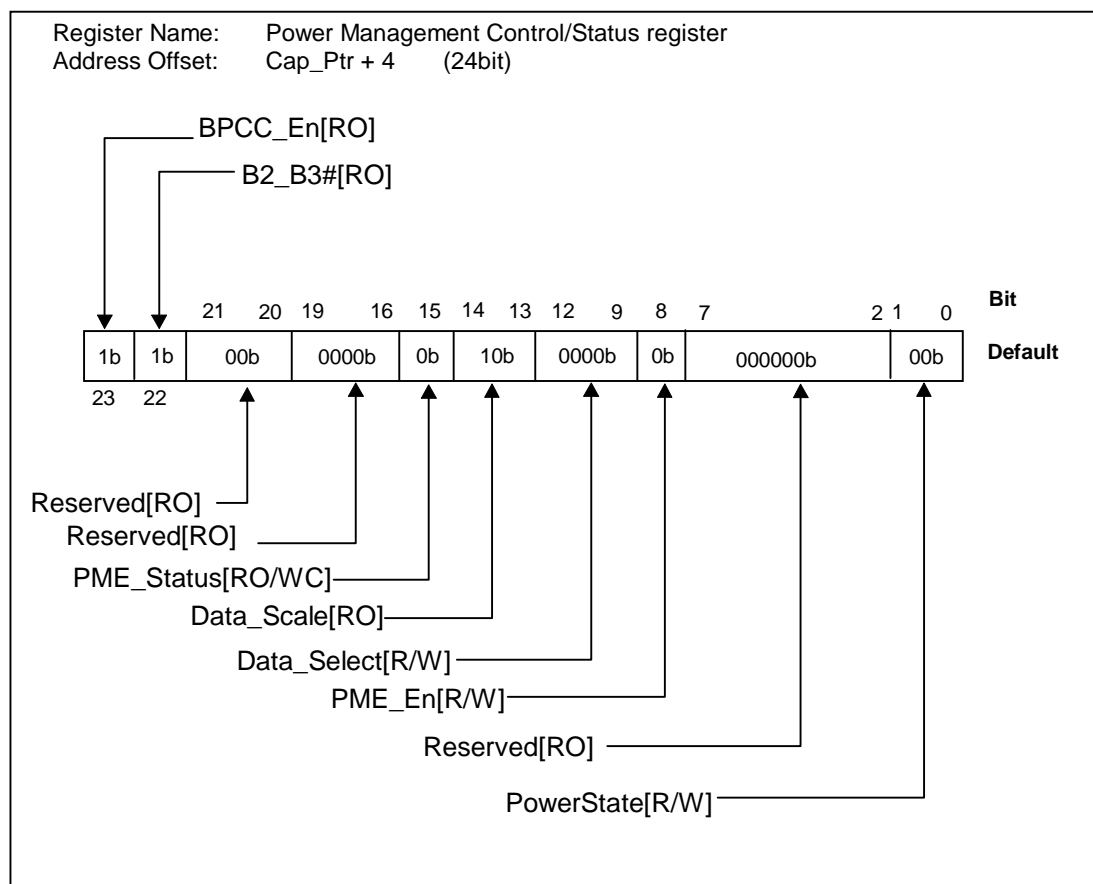 Register Name: Power Management Control/Status register
Address Offset: Cap_Ptr + 4 (24bit)
BPCC_En[RO]
B2_B3#[RO]
21 20 19 16 15 14 13 12 9 8 7 2 1 0 Bit
1b 1b 00b 0000b 0b 10b 0000b 0b 000000b 00b Default
23 22
Reserved[RO]
Reserved[RO]
PME_Status[RO/WC]
Data_Scale[RO]
Data_Select[R/W]
PME_En[R/W]
Reserved[RO]
PowerState[R/W]